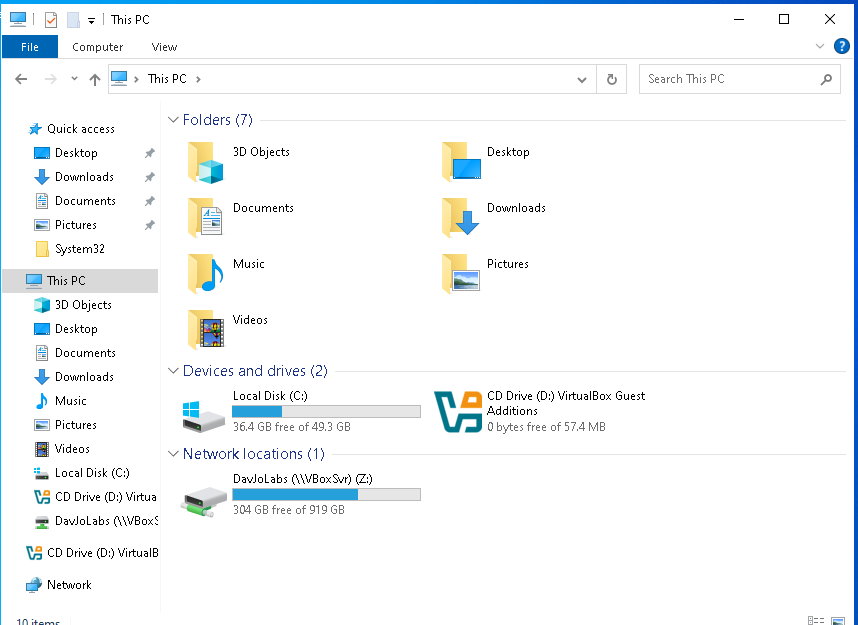 This PC
File
Computer
View
This PC
Search This PC
Quick access
Desktop
Downloads
Documents
Pictures
System32
This PC
3D Objects
Desktop
Documents
Downloads
Music
Pictures
Videos
Local Disk (C:)
CD Drive (D:) Virtua
DavJoLabs (\\VBoxS
CD Drive (D:) VirtualB
Network
Folders (7)
3D Objects
Desktop
Documents
Downloads
Music
Pictures
Videos
Devices and drives (2)
Local Disk (C:)
36.4 GB free of 49.3 GB
CD Drive (D:) VirtualBox Guest
Additions
0 bytes free of 57.4 MB
Network locations (1)
DavJoLabs (\\VBoxSvr) (Z:)
304 GB free of 919 GB
10 items